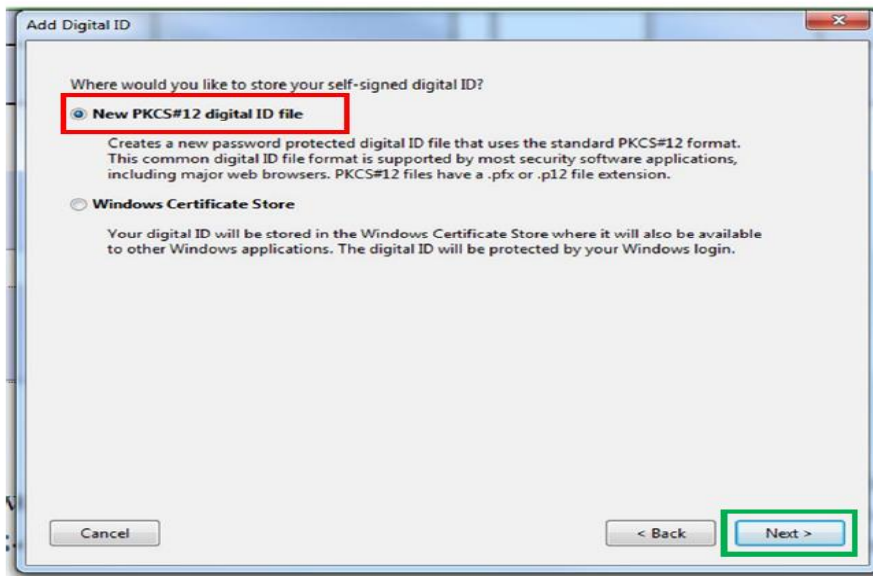 Add Digital ID
Where would you like to store your self-signed digital ID?
New PKCS#12 digital ID file
Creates a new password protected digital ID file that uses the standard PKCS#12 format.
This common digital ID file format is supported by most security software applications,
including major web browsers. PKCS#12 files have a .pfx or .p12 file extension.
Windows Certificate Store
Your digital ID will be stored in the Windows Certificate Store where it will also be available
to other Windows applications. The digital ID will be protected by your Windows login.
Cancel
< Back
Next >